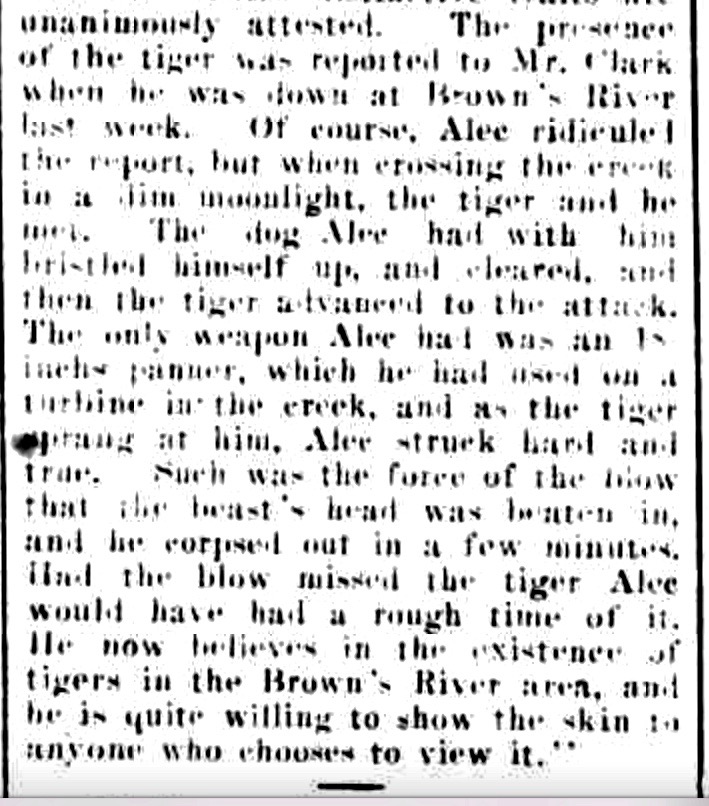 unanimously attested. The presence
of the tiger was reported to Mr. Clark
when he was down at Brown's River
last week. Of course, Alec ridiculed
the report, but when crossing the creek
in a dim moonlight, the tiger and he
met. The dog Alec had with him
bristled himself up, and cleared, and
then the tiger advanced to the attack.
The only weapon Alec had was an 18
inchs panner, which he had used on a
turbine in the creek, and as the tiger
sprang at him, Alec struck hard and
true. Such was the force of the blow
that the beast's head was beaten in,
and he corpsed out in a few minutes.
Had the blow missed the tiger Alec
would have had a rough time of it.
He now believes in the existence of
tigers in the Brown's River area, and
he is quite willing to show the skin to
anyone who chooses to view it."